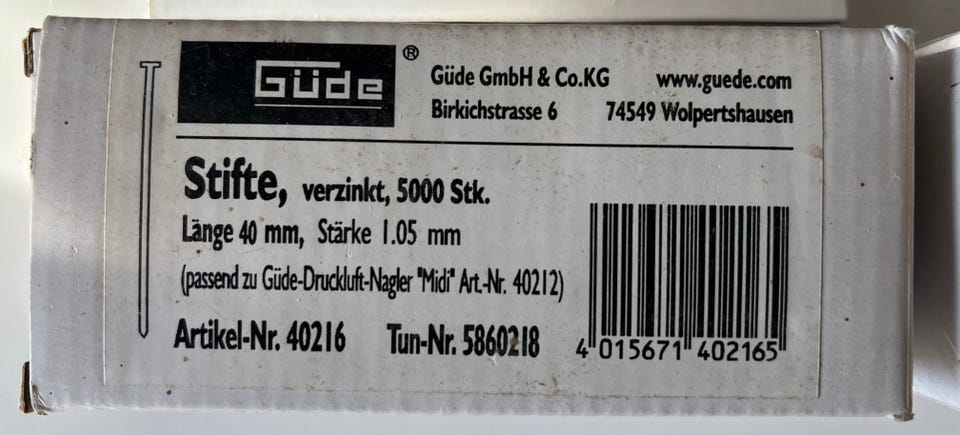 Güde®
Güde GmbH & Co.KG www.guede.com
Birkichstrasse 6 74549 Wolpertshausen
Stifte, verzinkt, 5000 Stk.
Länge 40 mm, Stärke 1.05 mm
(passend zu Güde-Druckluft-Nagler "Midi" Art.-Nr. 40212)
Artikel-Nr. 40216 Tun-Nr. 5860218
4 015671 402165